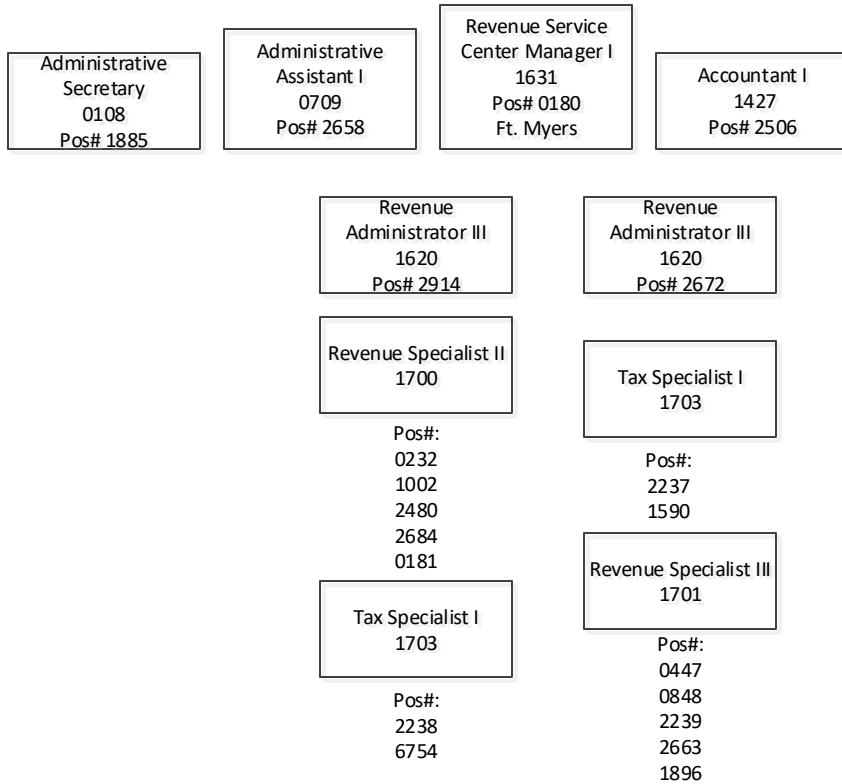 Administrative
Secretary
0108
Pos# 1885
Administrative
Assistant I
0709
Pos# 2658
Revenue Service
Center Manager I
1631
Pos# 0180
Ft. Myers
Accountant I
1427
Pos# 2506
Revenue
Administrator III
1620
Pos# 2914
Revenue Specialist II
1700
Pos#:
0232
1002
2480
2684
0181
Tax Specialist I
1703
Pos#:
2238
6754
Revenue
Administrator III
1620
Pos# 2672
Tax Specialist I
1703
Pos#:
2237
1590
Revenue Specialist III
1701
Pos#:
0447
0848
2239
2663
1896